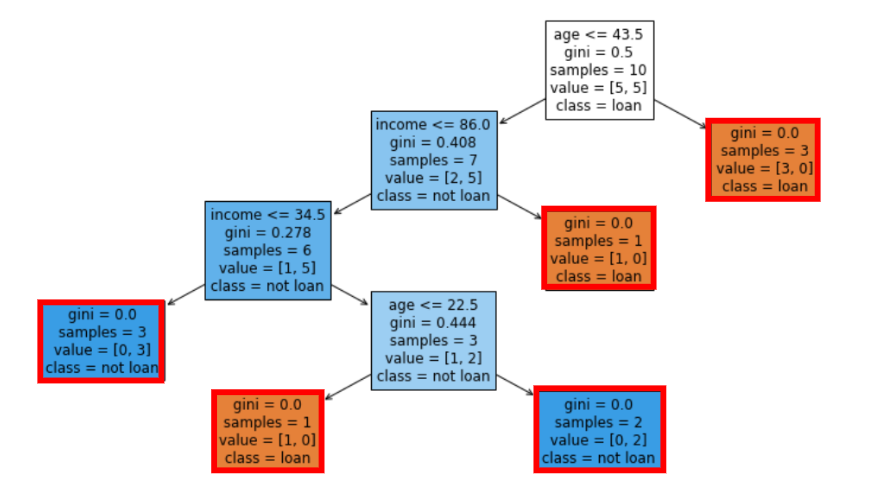 age <= 43.5
gini = 0.5
samples = 10
value = [5, 5]
class = loan
income <= 86.0
gini = 0.408
samples = 7
value = [2, 5]
class = not loan
gini = 0.0
samples = 3
value = [3, 0]
class = loan
income <= 34.5
gini = 0.278
samples = 6
value = [1, 5]
class = not loan
gini = 0.0
samples = 1
value = [1, 0]
class = loan
gini = 0.0
samples = 3
value = [0, 3]
class = not loan
age <= 22.5
gini = 0.444
samples = 3
value = [1, 2]
class = not loan
gini = 0.0
samples = 1
value = [1, 0]
class = loan
gini = 0.0
samples = 2
value = [0, 2]
class = not loan